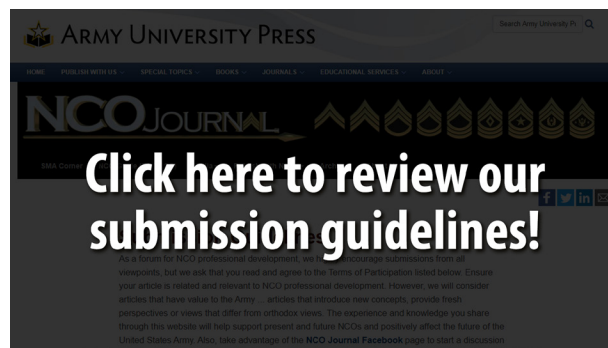 Search Army University Pr
ARMY UNIVERSITY PRESS
HOME PUBLISH WITH US SPECIAL TOPICS BOOKS JOURNALS EDUCATIONAL SERVICES ABOUT
NCO JOURNAL
SMA Corner
Click here to review our
submission guidelines!
As a forum for NCO professional development, we encourage submissions from all
viewpoints, but we ask that you read and agree to the Terms of Participation listed below. Ensure
your article is related and relevant to NCO professional development. However, we will consider
articles that have value to the Army… articles that introduce new concepts, provide fresh
perspectives or views that differ from orthodox views. The experience and knowledge you share
through this website will help support present and future NCOs and positively affect the future of the
United States Army. Also, take advantage of the NCO Journal Facebook page to start a discussion